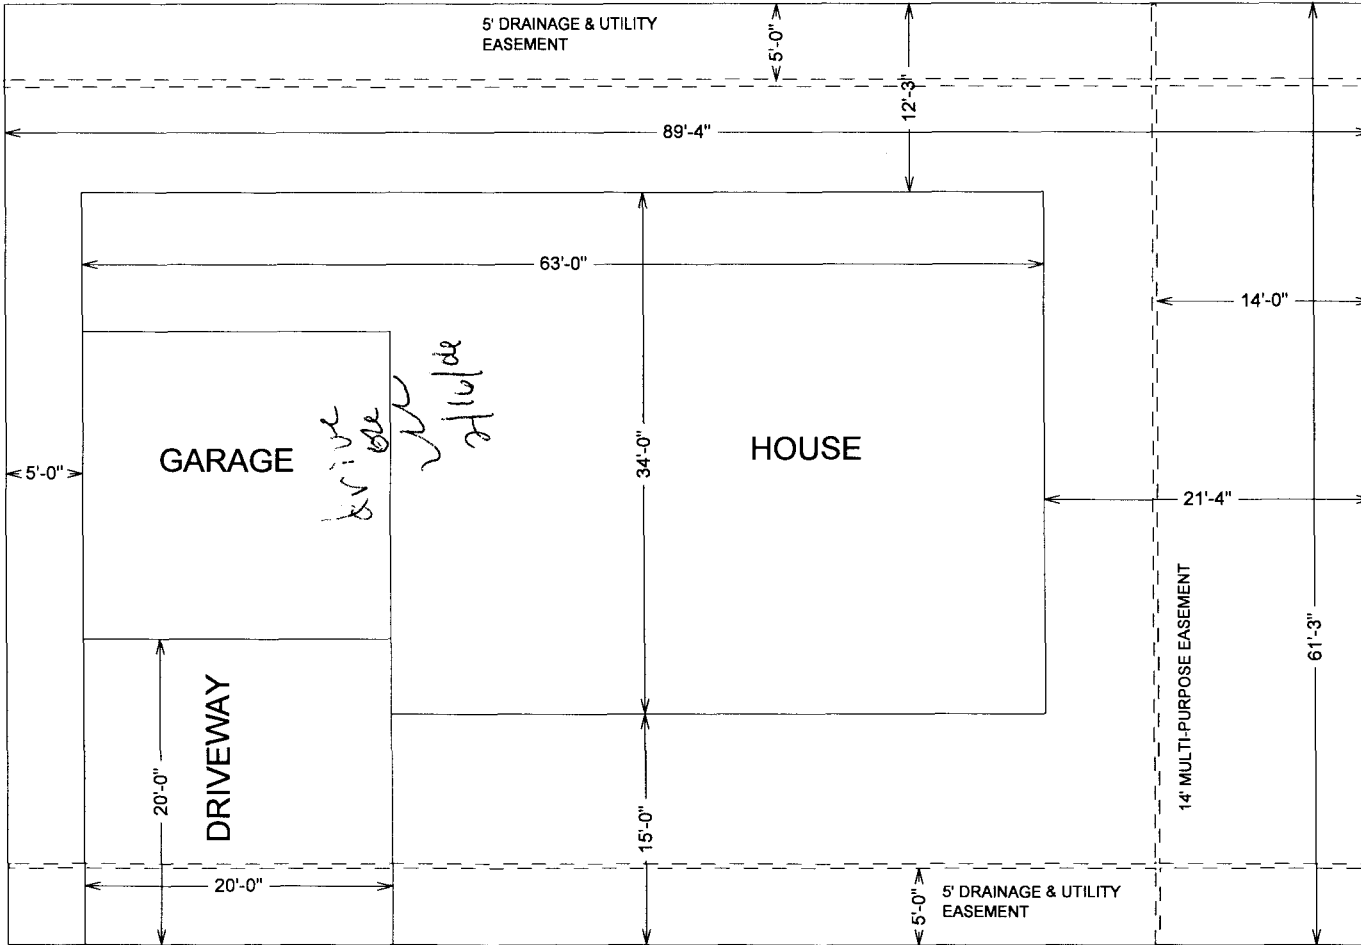 5' DRAINAGE & UTILITY
EASEMENT
5'-0"
12'-3"
89'-4"
63'-0"
14'-0"
GARAGE
5'-0"
34'-0"
HOUSE
21'-4"
61'-3"
14' MULTI-PURPOSE EASEMENT
DRIVEWAY
20'-0"
15'-0"
20'-0"
5'-0"
5' DRAINAGE & UTILITY
EASEMENT